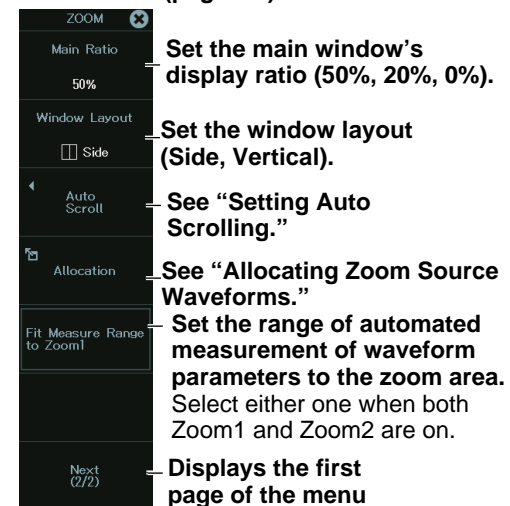 ZOOM
Main Ratio
50%
Set the main window's
display ratio (50%, 20%, 0%).
Window Layout
Side
Set the window layout
(Side, Vertical).
Auto
Scroll
See “Setting Auto
Scrolling.”
Allocation
See “Allocating Zoom Source
Waveforms.”
Fit Measure Range
to Zoom1
Set the range of automated
measurement of waveform
parameters to the zoom area.
Select either one when both
Zoom1 and Zoom2 are on.
Next
(2/2)
Displays the first
page of the menu